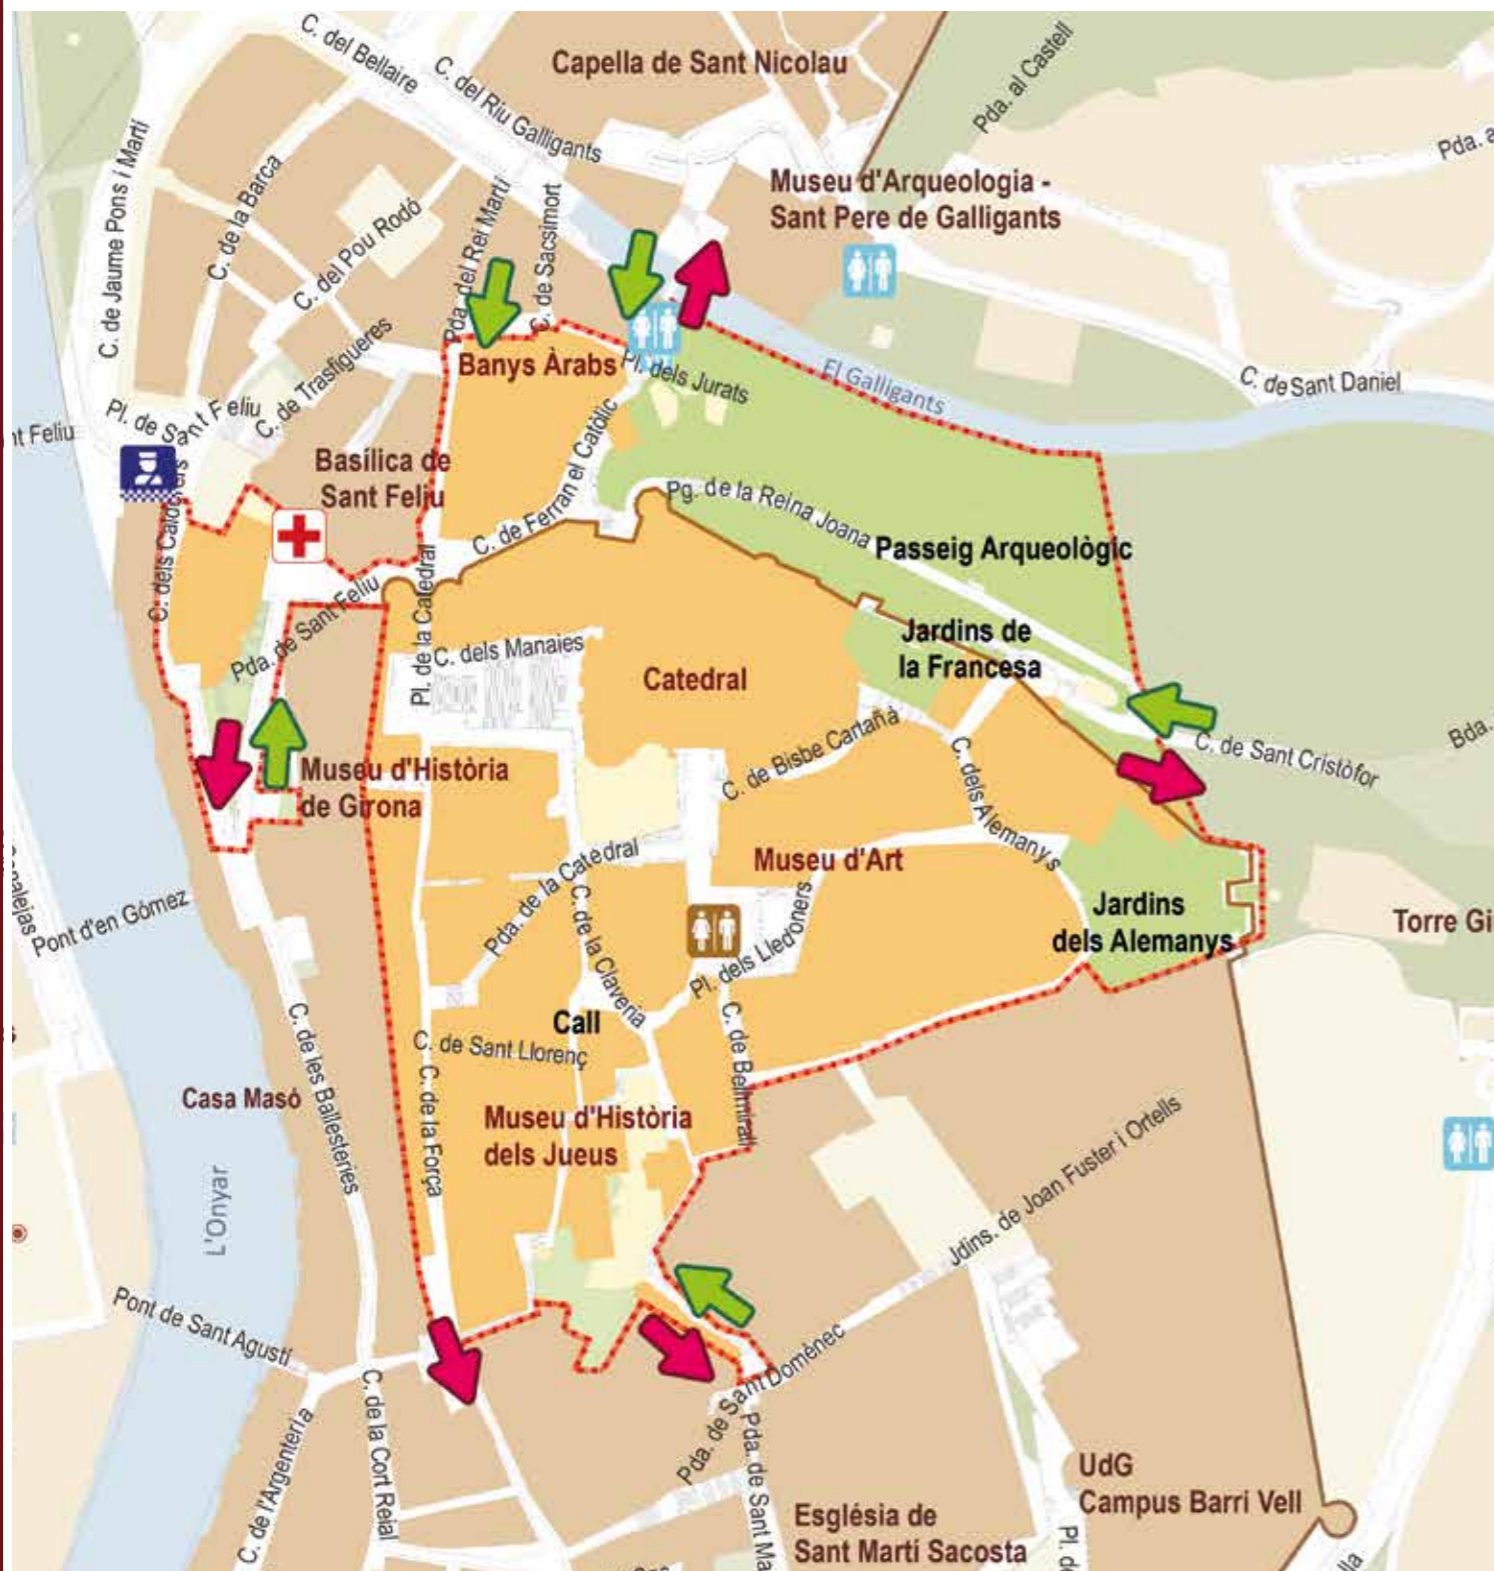 C. del Bellaire
C. del Riu Galligants
Capella de Sant Nicolau
Pda. al Castell
Pda. a
C. de Jaume Pons i Martí
C. de la Barca
C. del Pou Rodó
Pda. del Rei Martí
C. de Sacsimort
Museu d'Arqueologia -
Sant Pere de Galligants
C. de Trasfigueres
Banys Àrabs
Pl. dels Jurats
El Galligants
C. de Sant Daniel
nt Feliu
Pl. de Sant Feliu
C. dels Calderers
Basílica de
Sant Feliu
C. de Ferran el Catòlic
Pg. de la Reina Joana
Passeig Arqueològic
Pda. de Sant Feliu
Pl. de la Catedral
C. dels Manaies
Catedral
Jardins de
la Francesa
C. de Bisbe Cartañà
C. dels Alemanys
C. de Sant Cristòfor
Bda.
Museu d'Història
de Girona
Pda. de la Catedral
Museu d'Art
Jardins
dels Alemanys
Torre Gi
Pont d'en Gómez
C. de la Claveria
Pl. dels Lledoners
Call
C. de Sant Llorenç
C. de Bellmirall
C. de les Ballesteries
C. de la Força
Casa Masó
Museu d'Història
dels Jueus
L'Onyar
Jdins. de Joan Fuster i Ortells
Pont de Sant Agustí
Pda. de Sant Domènec
C. de l'Argenteria
C. de la Cort Reial
Pda. de Sant Ma
UdG
Campus Barri Vell
Església de
Sant Martí Sacosta
Pl. de
lla